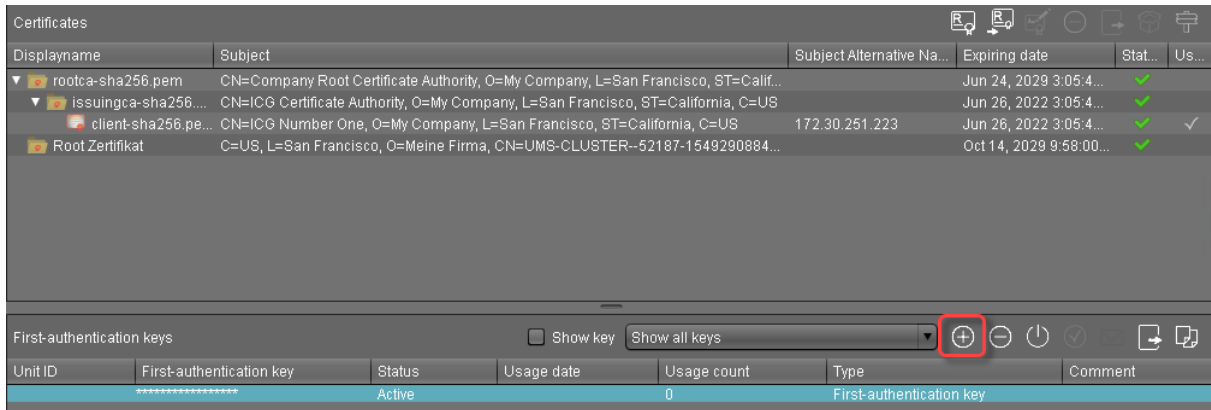 Certificates
Displayname Subject Subject Alternative Na... Expiring date Stat... Us...
rootca-sha256.pem CN=Company Root Certificate Authority, O=My Company, L=San Francisco, ST=Calif... Jun 24, 2029 3:05:4...
issuingca-sha256.... CN=ICG Certificate Authority, O=My Company, L=San Francisco, ST=California, C=US Jun 26, 2022 3:05:4...
client-sha256.pe... CN=ICG Number One, O=My Company, L=San Francisco, ST=California, C=US 172.30.251.223 Jun 26, 2022 3:05:4...
Root Zertifikat C=US, L=San Francisco, O=Meine Firma, CN=UMS-CLUSTER--52187-1549290884... Oct 14, 2029 9:58:00...
First-authentication keys Show key Show all keys
Unit ID First-authentication key Status Usage date Usage count Type Comment
***************** Active 0 First-authentication key